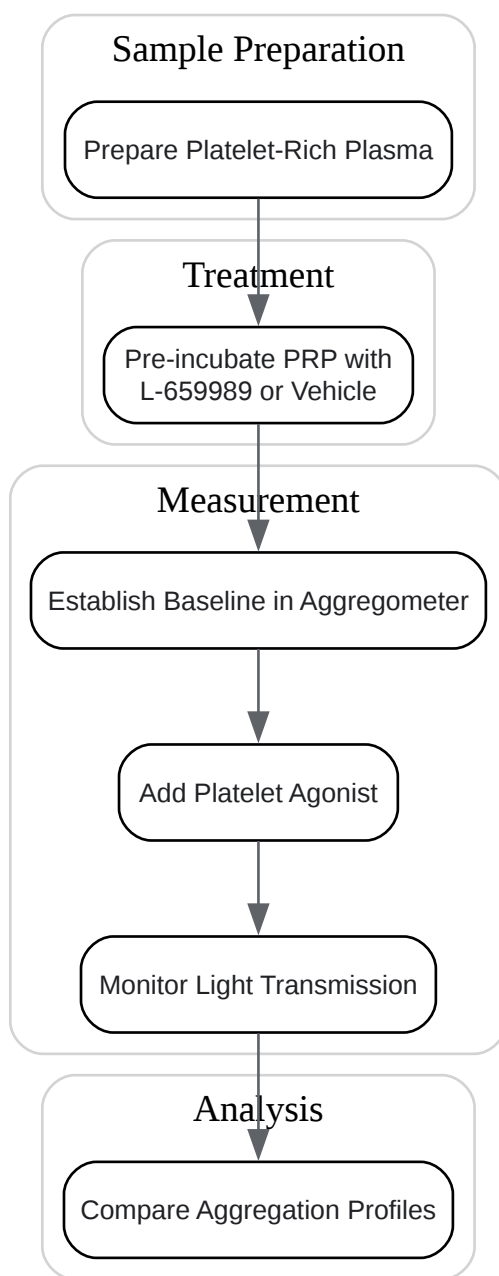 Sample Preparation
Prepare Platelet-Rich Plasma
Treatment
Pre-incubate PRP with
L-659989 or Vehicle
Measurement
Establish Baseline in Aggregometer
Add Platelet Agonist
Monitor Light Transmission
Analysis
Compare Aggregation Profiles